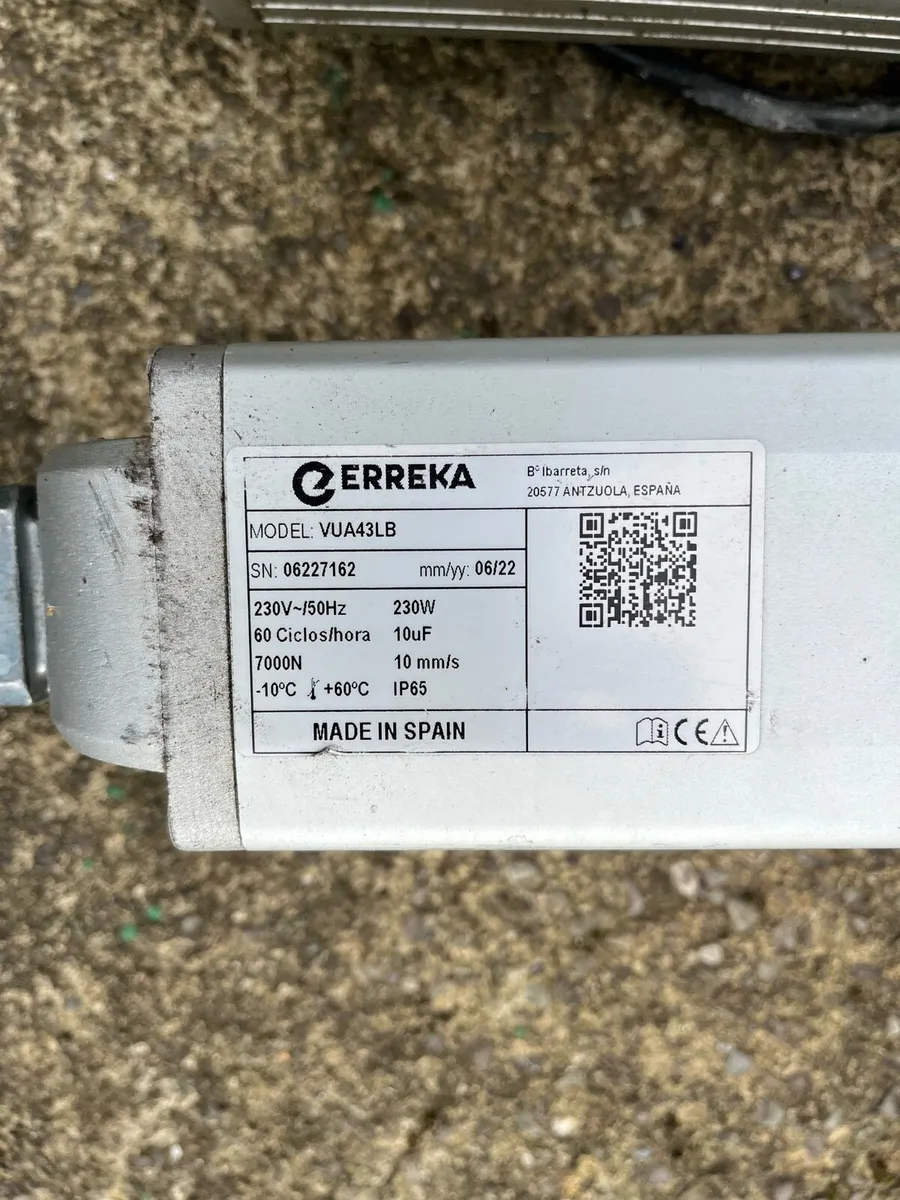 ERREKA
Bº Ibarreta, s/n
20577 ANTZUOLA, ESPAÑA
MODEL: VUA43LB
SN: 06227162 mm/yy: 06/22
230V~/50Hz 230W
60 Ciclos/hora 10uF
7000N 10 mm/s
-10ºC +60ºC IP65
MADE IN SPAIN
i CE